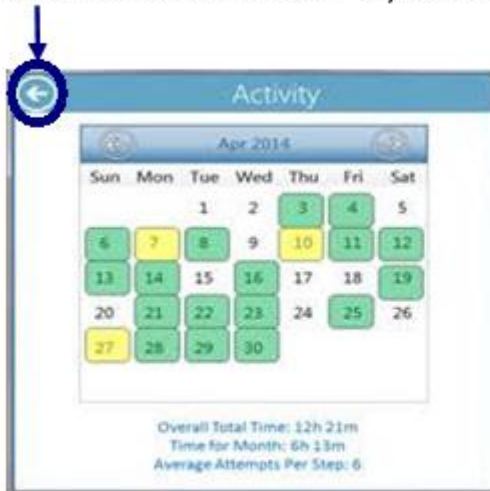 Activity
Apr 2014
Sun Mon Tue Wed Thu Fri Sat
1 2 3 4 5
6 7 8 9 10 11 12
13 14 15 16 17 18 19
20 21 22 23 24 25 26
27 28 29 30
Overall Total Time: 12h 21m
Time for Month: 6h 13m
Average Attempts Per Step: 6